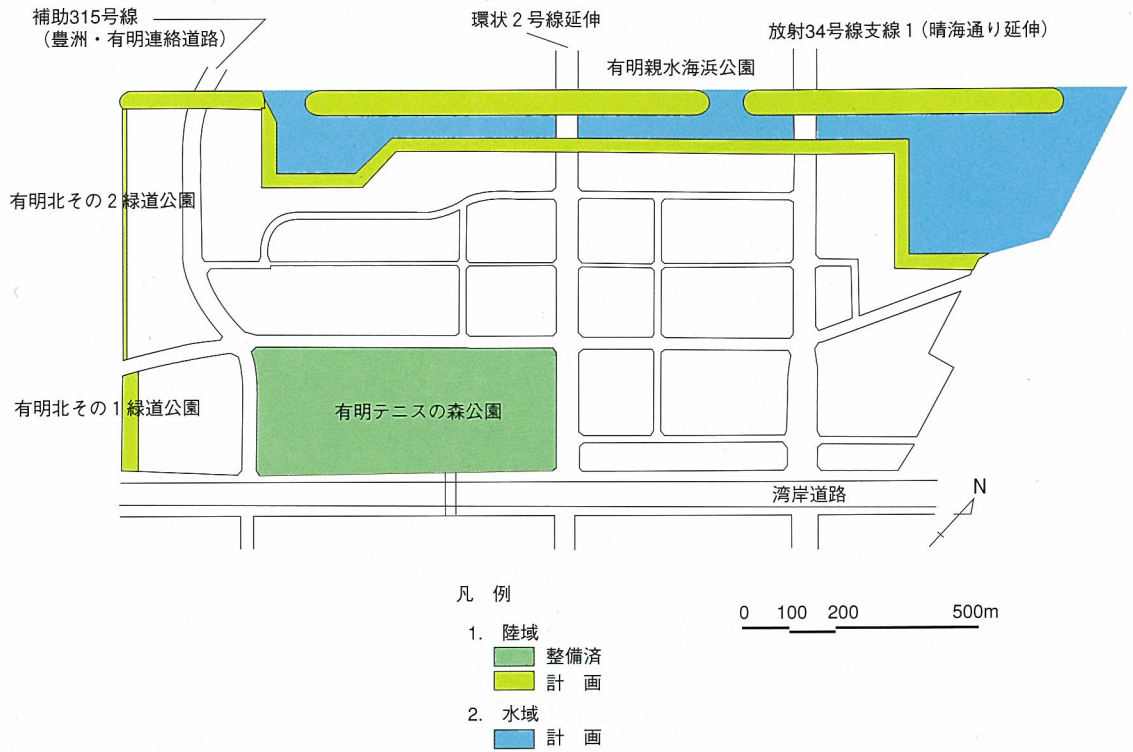 補助315号線
(豊洲・有明連絡道路)
環状2号線延伸
放射34号線支線1(晴海通り延伸)
有明親水海浜公園
有明北その2緑道公園
有明北その1緑道公園
有明テニスの森公園
湾岸道路
N
凡 例
1. 陸域
整備済
計 画
2. 水域
計 画
0 100 200 500m